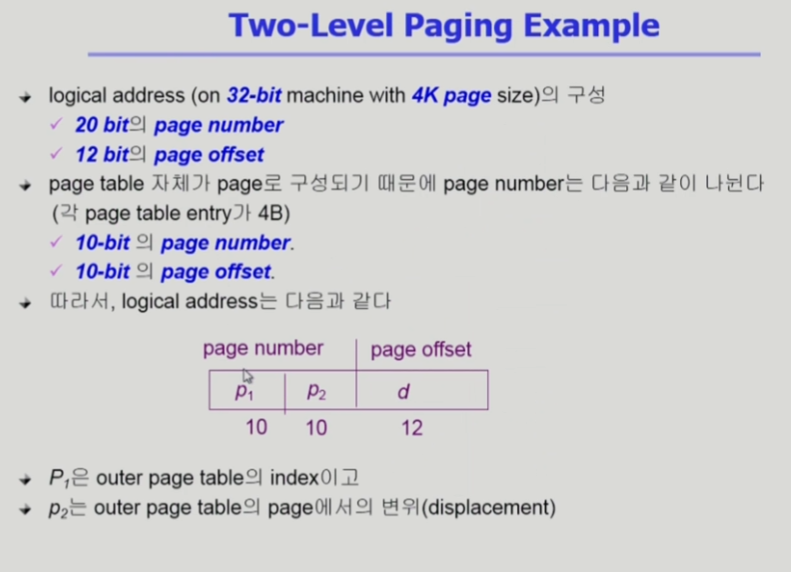 Two-Level Paging Example
logical address (on 32-bit machine with 4K page size)의 구성
✓ 20 bit의 page number
✓ 12 bit의 page offset
page table 자체가 page로 구성되기 때문에 page number는 다음과 같이 나뉜다
(각 page table entry가 4B)
✓ 10-bit 의 page number.
✓ 10-bit 의 page offset.
따라서, logical address는 다음과 같다
page number page offset
p₁ p₂ d
10 10 12
P₁은 outer page table의 index이고
p₂는 outer page table의 page에서의 변위(displacement)